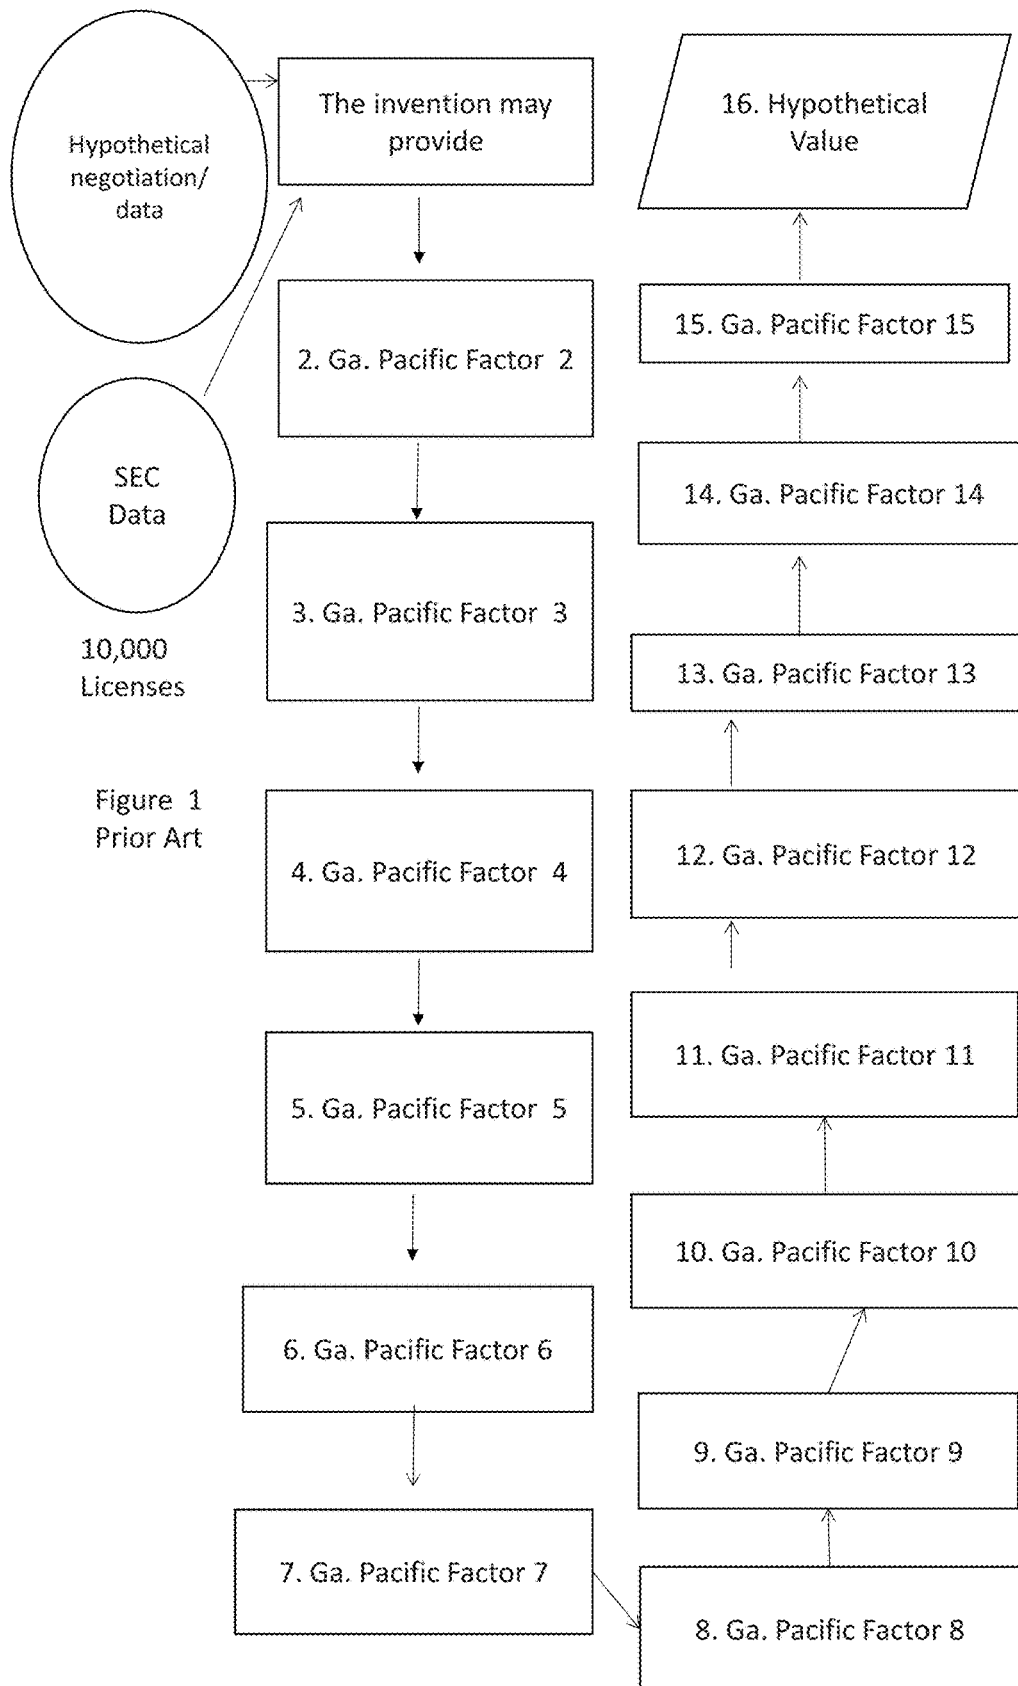 Hypothetical
negotiation/
data
The invention may
provide
SEC
Data
10,000
Licenses
Figure 1
Prior Art
2. Ga. Pacific Factor 2
3. Ga. Pacific Factor 3
4. Ga. Pacific Factor 4
5. Ga. Pacific Factor 5
6. Ga. Pacific Factor 6
7. Ga. Pacific Factor 7
8. Ga. Pacific Factor 8
9. Ga. Pacific Factor 9
10. Ga. Pacific Factor 10
11. Ga. Pacific Factor 11
12. Ga. Pacific Factor 12
13. Ga. Pacific Factor 13
14. Ga. Pacific Factor 14
15. Ga. Pacific Factor 15
16. Hypothetical
Value